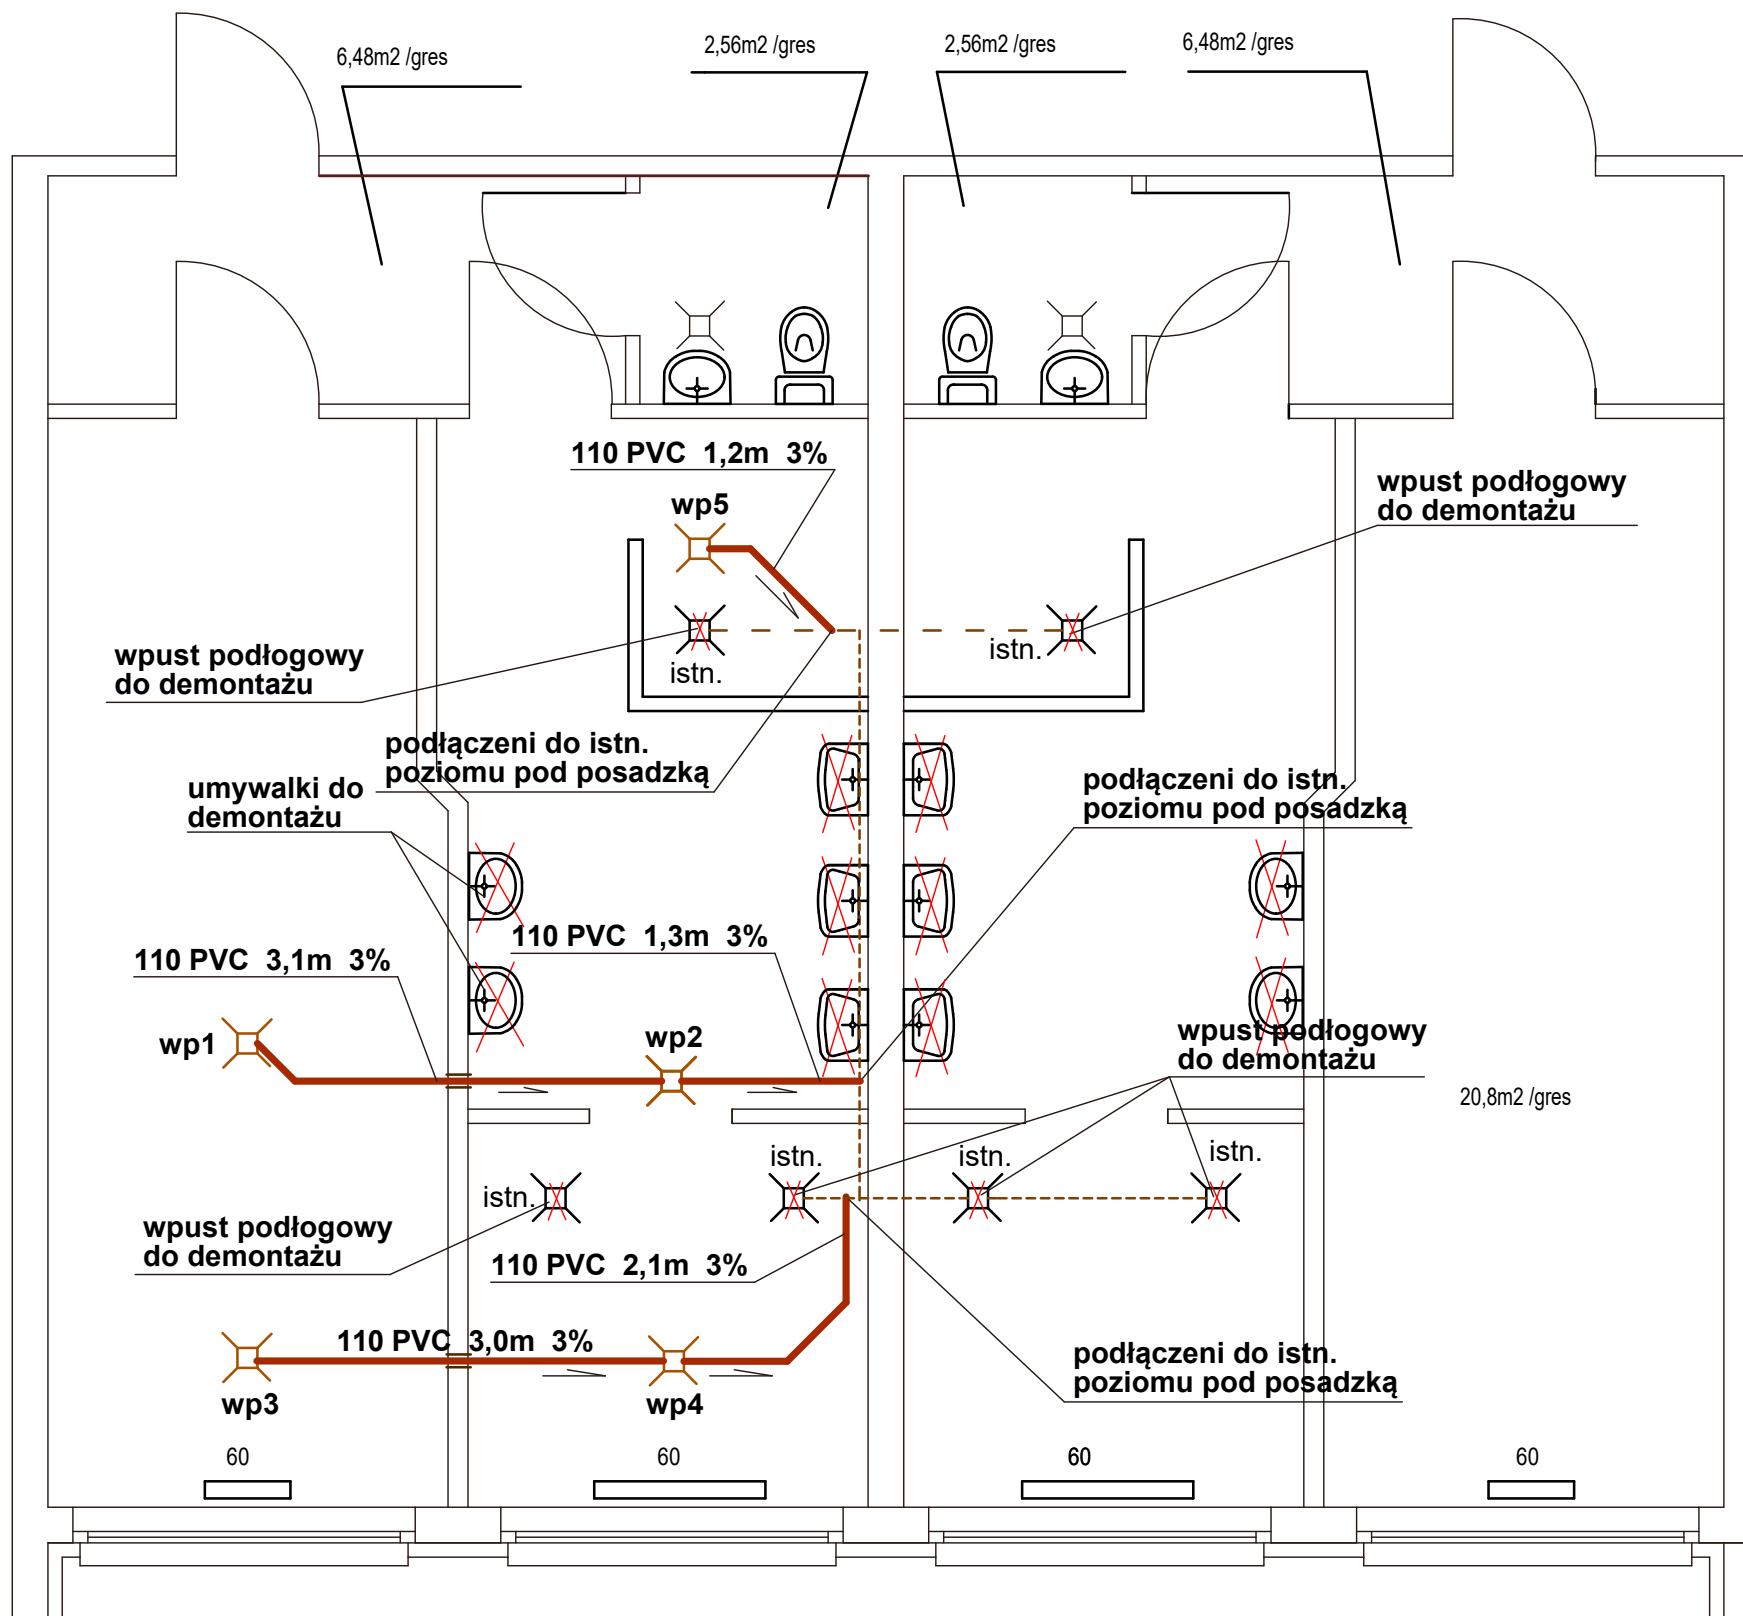 6,48m2 /gres
2,56m2 /gres
2,56m2 /gres
6,48m2 /gres
110 PVC 1,2m 3%
wp5
wpust podłogowy
do demontażu
istn.
istn.
wpust podłogowy
do demontażu
podłączeni do istn.
poziomu pod posadzką
umywalki do
demontażu
podłączeni do istn.
poziomu pod posadzką
110 PVC 1,3m 3%
110 PVC 3,1m 3%
wp1
wp2
wpust podłogowy
do demontażu
20,8m2 /gres
istn.
istn.
istn.
istn.
wpust podłogowy
do demontażu
110 PVC 2,1m 3%
110 PVC 3,0m 3%
podłączeni do istn.
poziomu pod posadzką
wp3
wp4
60
60
60
60